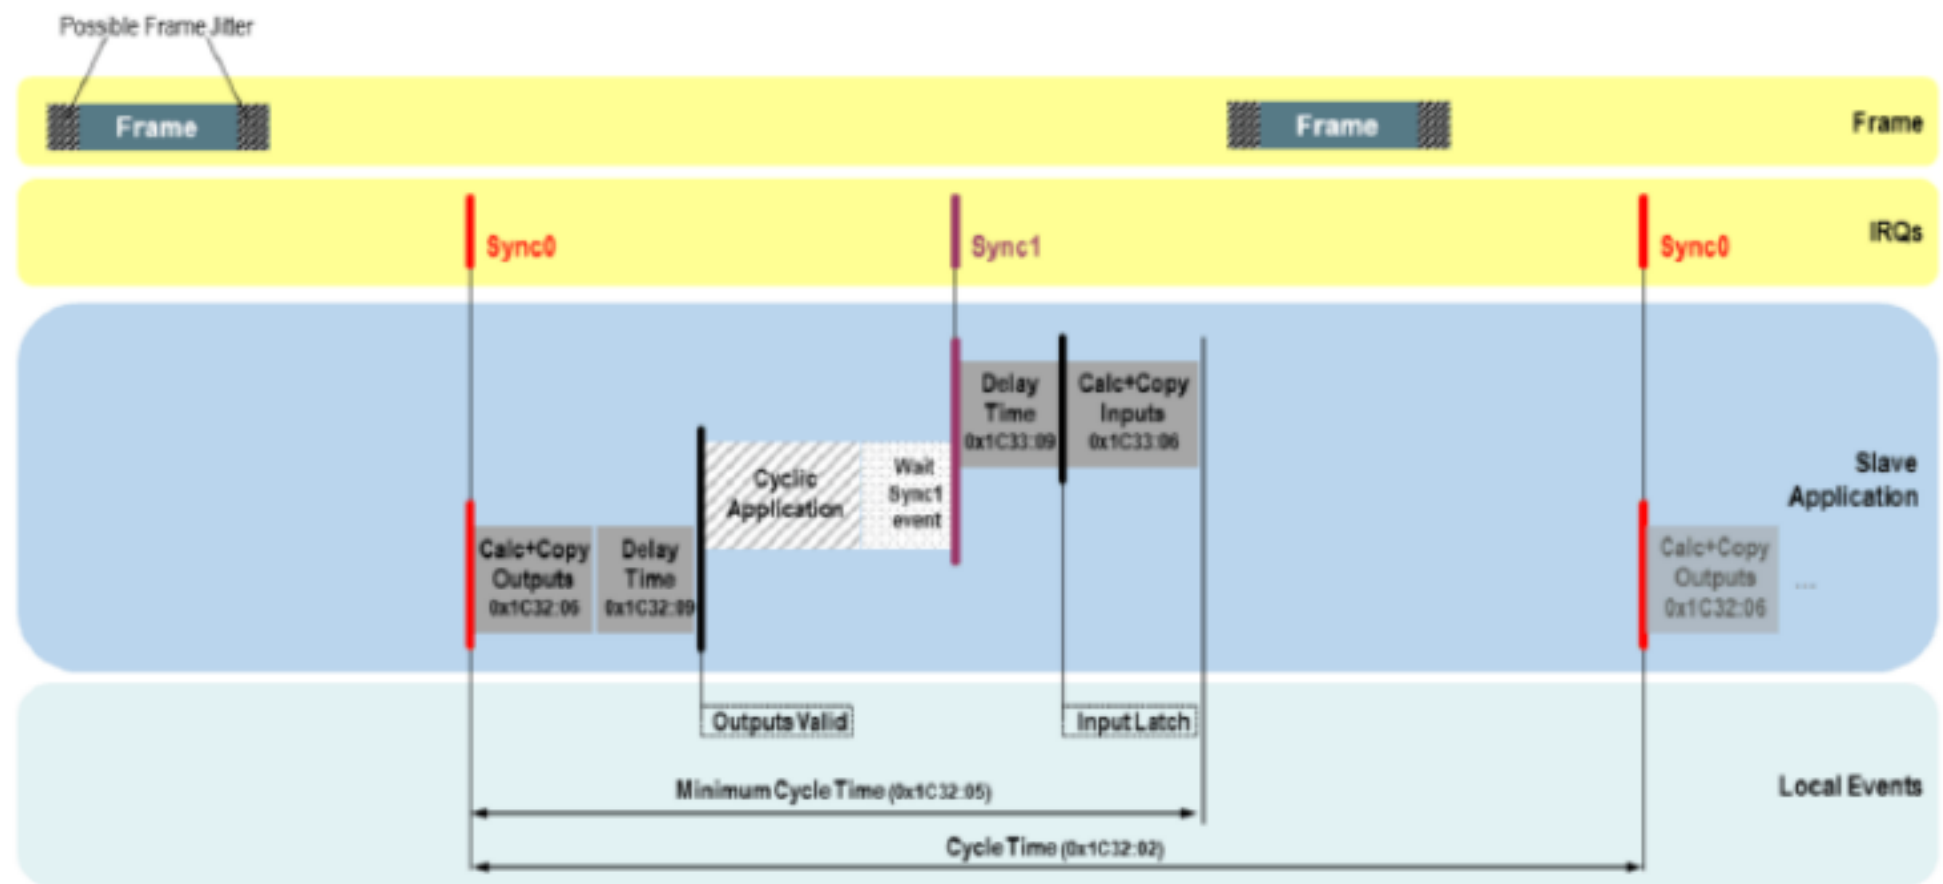 Possible Frame Jitter
Frame
Frame
Frame
Sync0
Sync1
Sync0
IRQs
Delay
Time
0x1C33:09
Calc+Copy
Inputs
0x1C33:06
Cyclic
Application
Wait
Sync1
event
Slave
Application
Calc+Copy
Outputs
0x1C32:06
Delay
Time
0x1C32:09
Calc+Copy
Outputs
0x1C32:06
...
Outputs Valid
Input Latch
Minimum Cycle Time (0x1C32:05)
Local Events
Cycle Time (0x1C32:02)